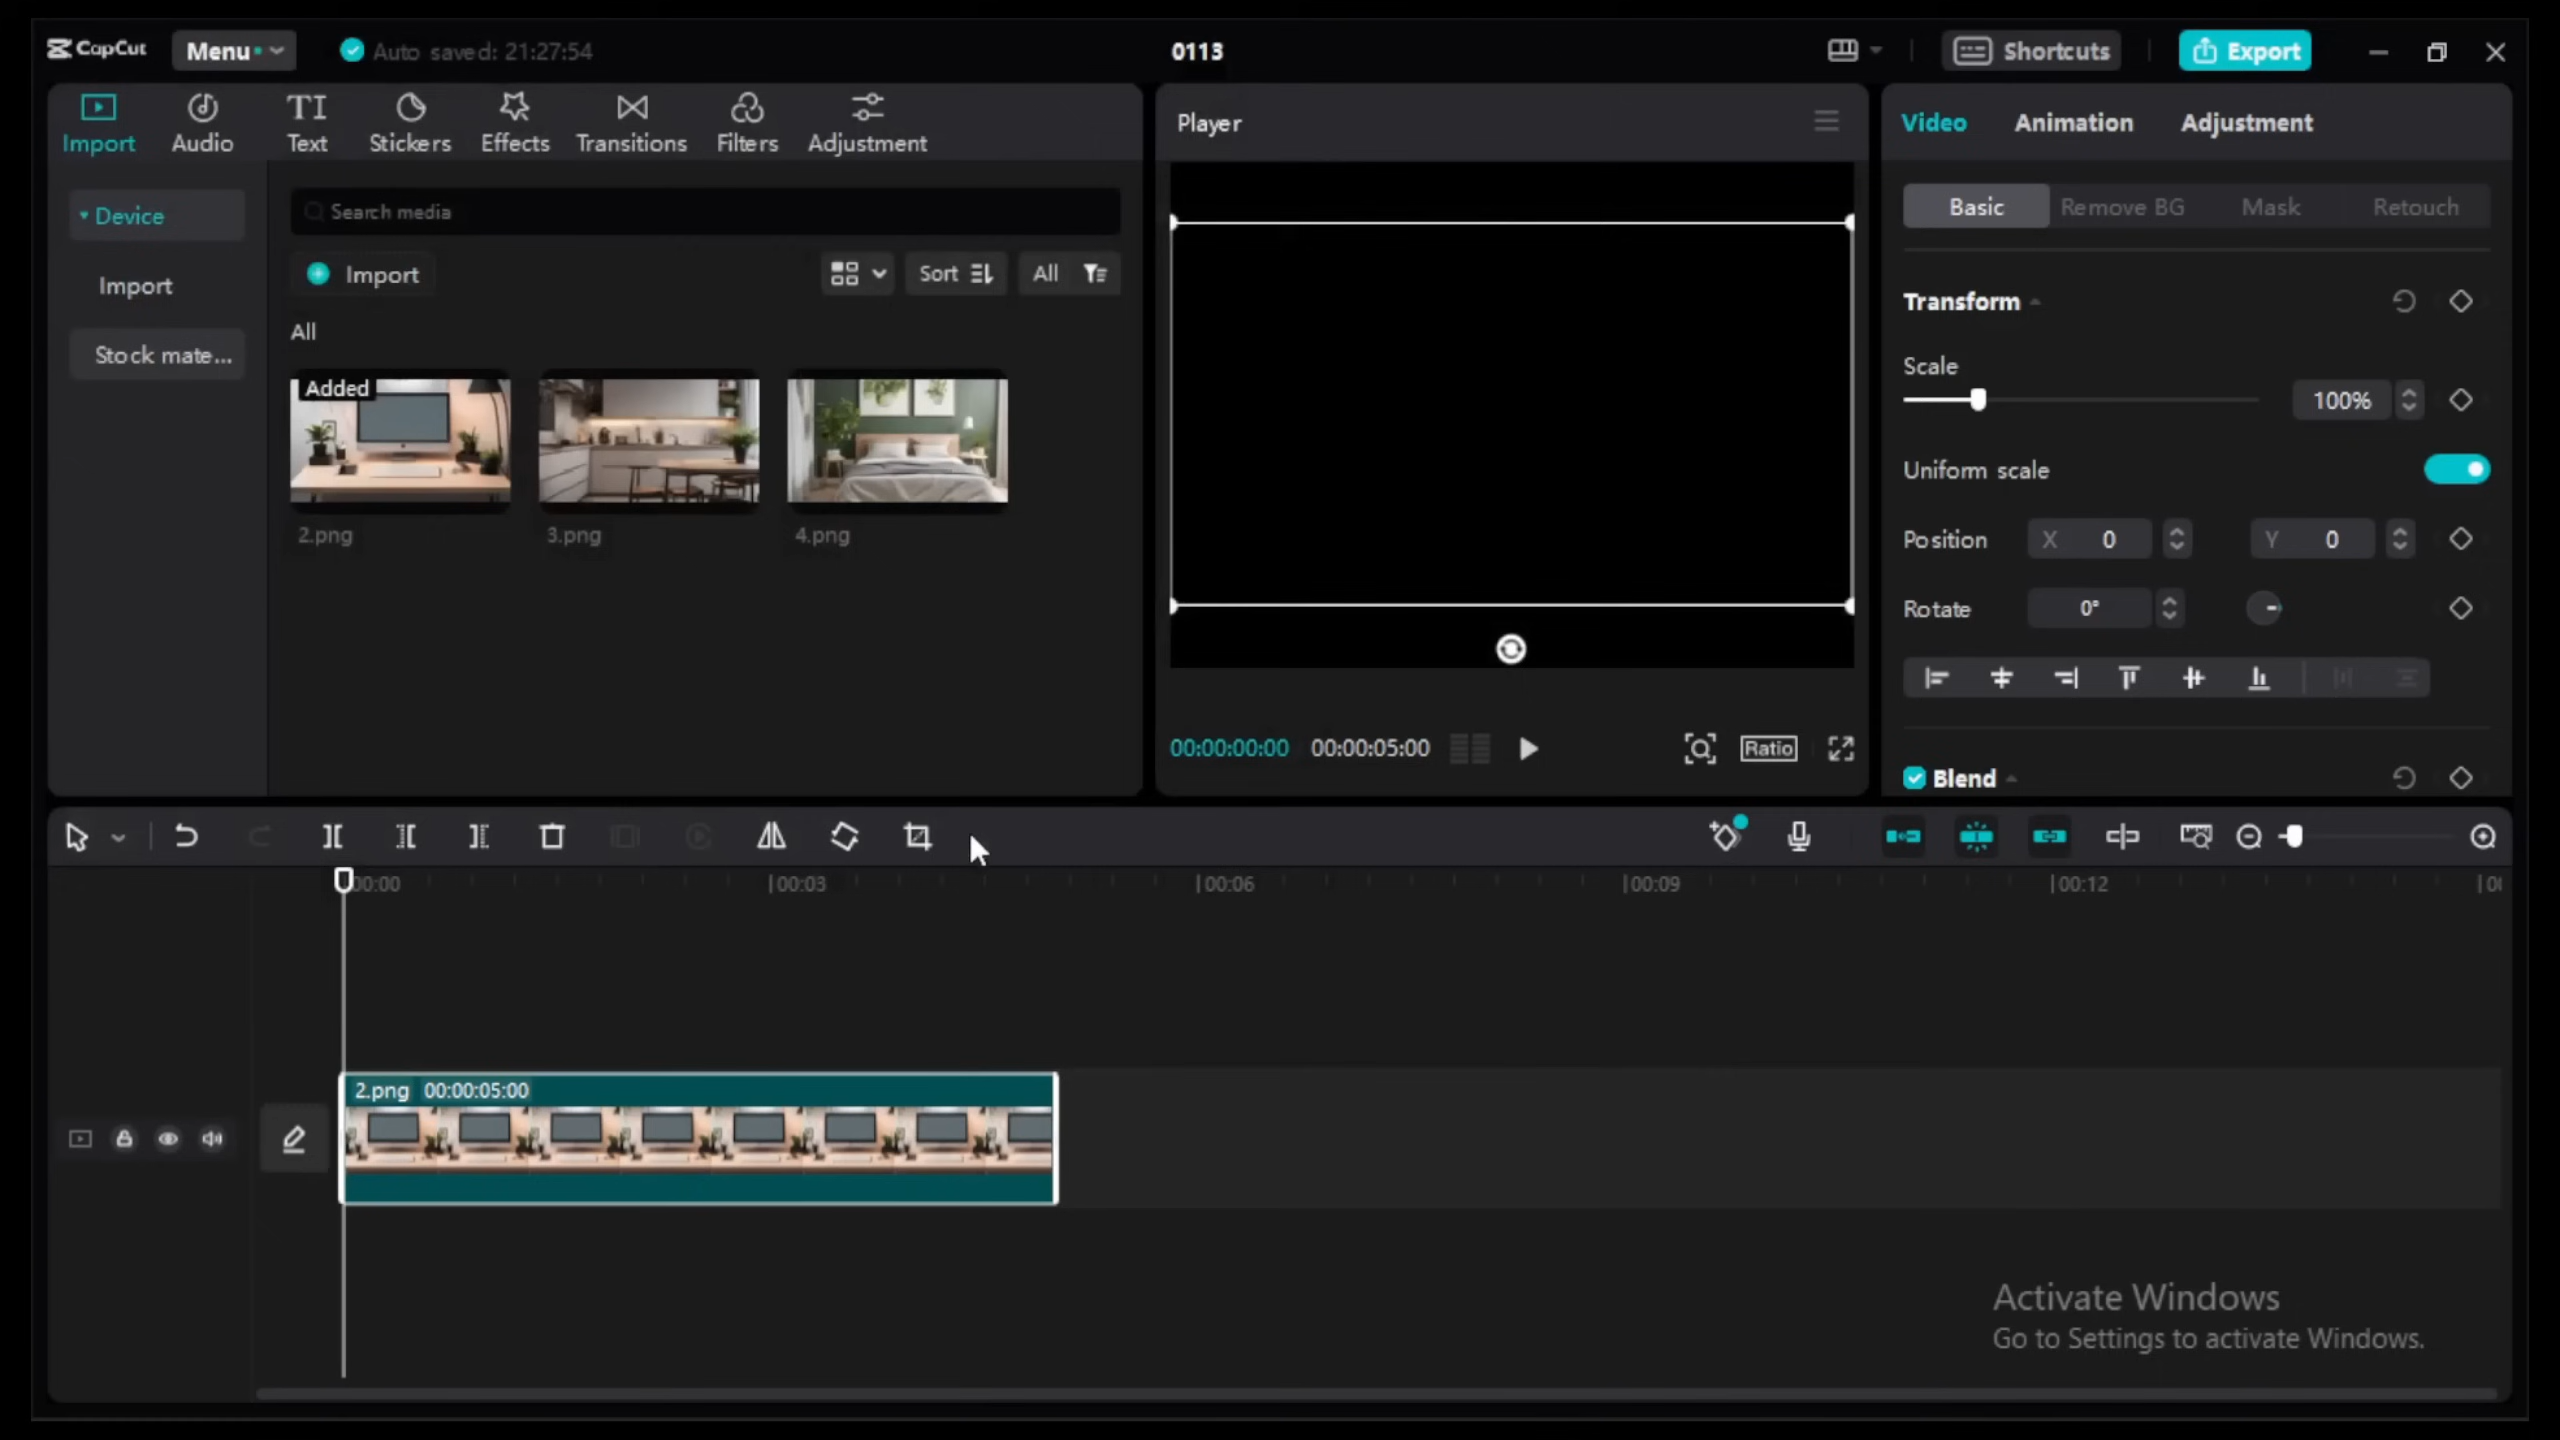 CapCut
Menu
Auto saved: 21:27:54
0113
Shortcuts
Export
Import
Audio
TI
Text
Stickers
Effects
Transitions
Filters
Adjustment
Player
Video
Animation
Adjustment
Device
Import
Stock mate...
Search media
Import
Sort
All
All
Added
2.png
3.png
4.png
Basic
Remove BG
Mask
Retouch
Transform
Scale
100%
Uniform scale
Position
X 0
Y 0
Rotate
0°
Blend
00:00:00:00
00:00:05:00
Ratio
00:00
00:03
00:06
00:09
00:12
2.png 00:00:05:00
Activate Windows
Go to Settings to activate Windows.